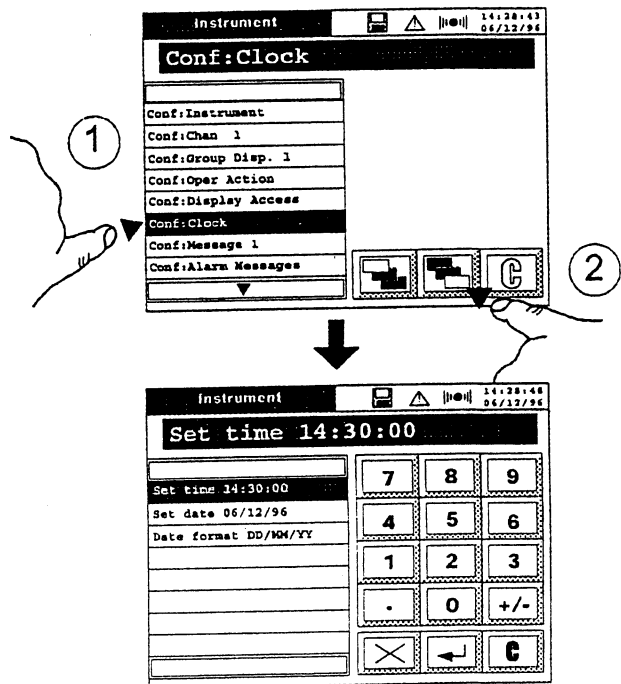 Instrument 14:28:43
06/12/96
Conf:Clock
Conf:Instrument
Conf:Chan 1
Conf:Group Disp. 1
Conf:Oper Action
Conf:Display Access
Conf:Clock
Conf:Message 1
Conf:Alarm Messages
C
1
2
Instrument 14:28:48
06/12/96
Set time 14:30:00
Set time 14:30:00
Set date 06/12/96
Date format DD/MM/YY
7 8 9
4 5 6
1 2 3
. 0 +/-
C